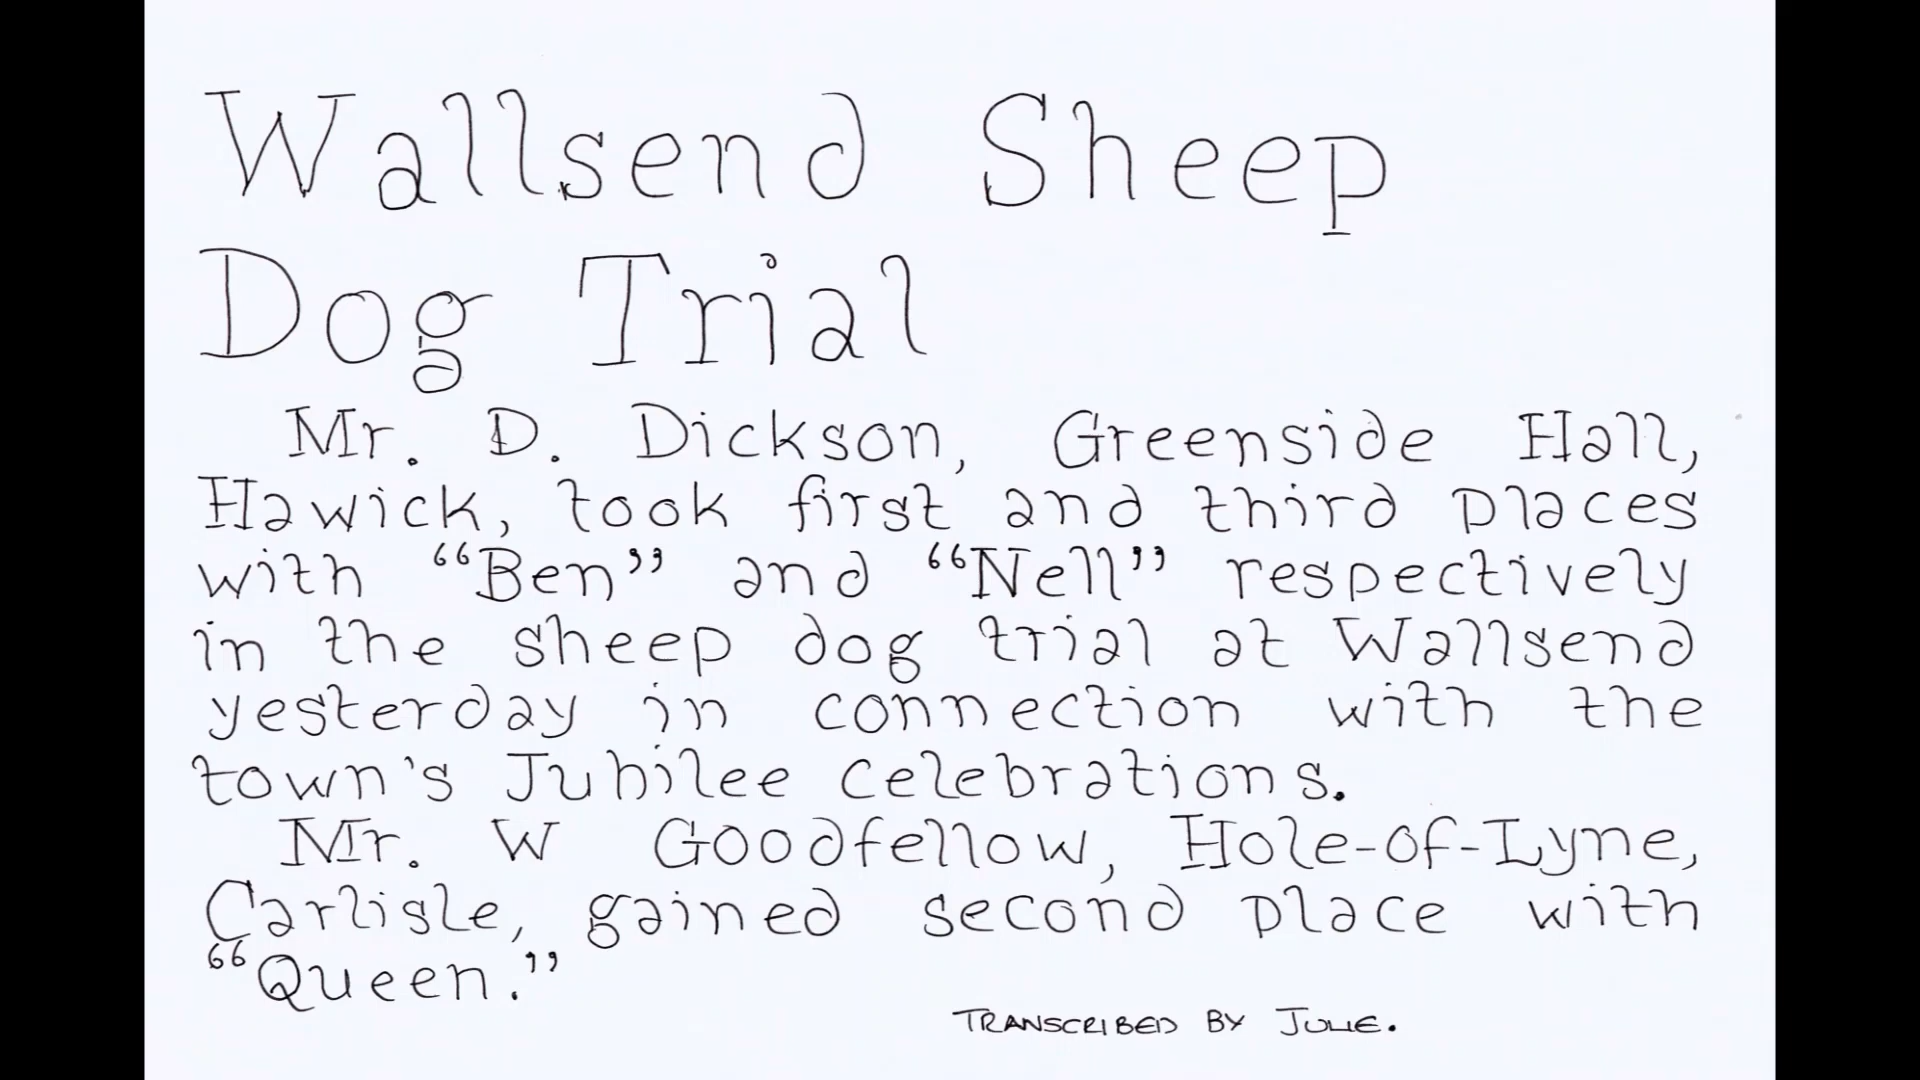 Wallsend Sheep
Dog Trial
Mr. D. Dickson, Greenside Hall,
Hawick, took first and third places
with “Ben” and “Nell” respectively
in the sheep dog trial at Wallsend
yesterday in connection with the
town's Jubilee celebrations.
Mr. W Goodfellow, Hole-of-Lyne,
Carlisle, gained second place with
“Queen.”
TRANSCRIBED BY JULIE.